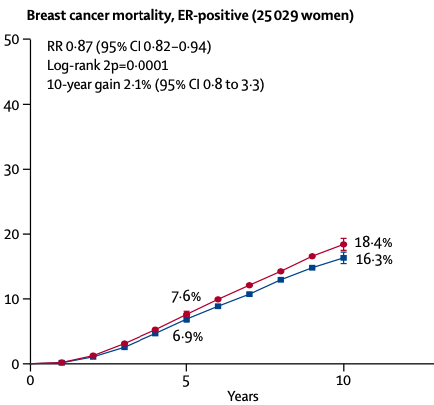 Breast cancer mortality, ER-positive (25 029 women)
50
RR 0·87 (95% CI 0·82–0·94)
Log-rank 2p=0·0001
10-year gain 2·1% (95% CI 0·8 to 3·3)
40
30
20
18·4%
16·3%
7·6%
10
6·9%
0
0
5
10
Years